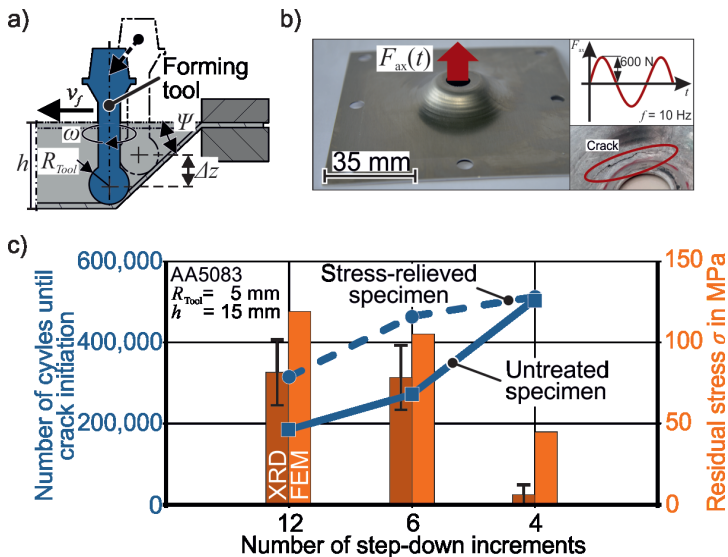 a)
Forming
tool
v_f
ω
Ψ
R_Tool
h
Δz
b)
F_ax(t)
35 mm
F_ax
600 N
t
f = 10 Hz
Crack
c)
Number of cyvles until
crack initiation
600,000
400,000
200,000
0
AA5083
R_Tool = 5 mm
h = 15 mm
Stress-relieved
specimen
Untreated
specimen
XRD
FEM
150
100
50
0
Residual stress σ in MPa
12
6
4
Number of step-down increments